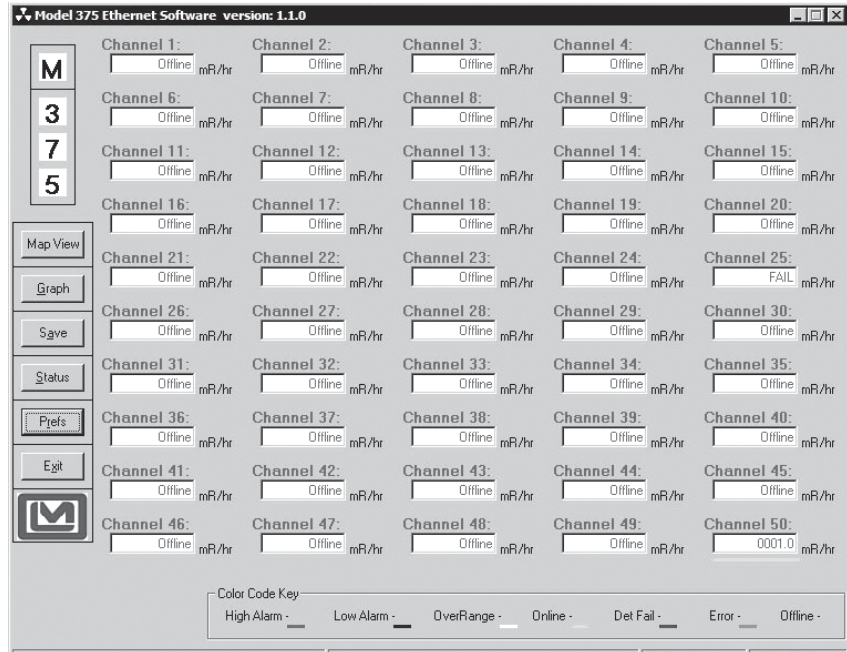 Model 375 Ethernet Software version: 1.1.0
M
3
7
5
Map View
Graph
Save
Status
Prefs
Exit
LM
Channel 1: Channel 2: Channel 3: Channel 4: Channel 5:
Offline mR/hr Offline mR/hr Offline mR/hr Offline mR/hr Offline mR/hr
Channel 6: Channel 7: Channel 8: Channel 9: Channel 10:
Offline mR/hr Offline mR/hr Offline mR/hr Offline mR/hr Offline mR/hr
Channel 11: Channel 12: Channel 13: Channel 14: Channel 15:
Offline mR/hr Offline mR/hr Offline mR/hr Offline mR/hr Offline mR/hr
Channel 16: Channel 17: Channel 18: Channel 19: Channel 20:
Offline mR/hr Offline mR/hr Offline mR/hr Offline mR/hr Offline mR/hr
Channel 21: Channel 22: Channel 23: Channel 24: Channel 25:
Offline mR/hr Offline mR/hr Offline mR/hr Offline mR/hr FAIL mR/hr
Channel 26: Channel 27: Channel 28: Channel 29: Channel 30:
Offline mR/hr Offline mR/hr Offline mR/hr Offline mR/hr Offline mR/hr
Channel 31: Channel 32: Channel 33: Channel 34: Channel 35:
Offline mR/hr Offline mR/hr Offline mR/hr Offline mR/hr Offline mR/hr
Channel 36: Channel 37: Channel 38: Channel 39: Channel 40:
Offline mR/hr Offline mR/hr Offline mR/hr Offline mR/hr Offline mR/hr
Channel 41: Channel 42: Channel 43: Channel 44: Channel 45:
Offline mR/hr Offline mR/hr Offline mR/hr Offline mR/hr Offline mR/hr
Channel 46: Channel 47: Channel 48: Channel 49: Channel 50:
Offline mR/hr Offline mR/hr Offline mR/hr Offline mR/hr 0001.0 mR/hr
Color Code Key
High Alarm - Low Alarm - OverRange - Online - Det Fail - Error - Offline -